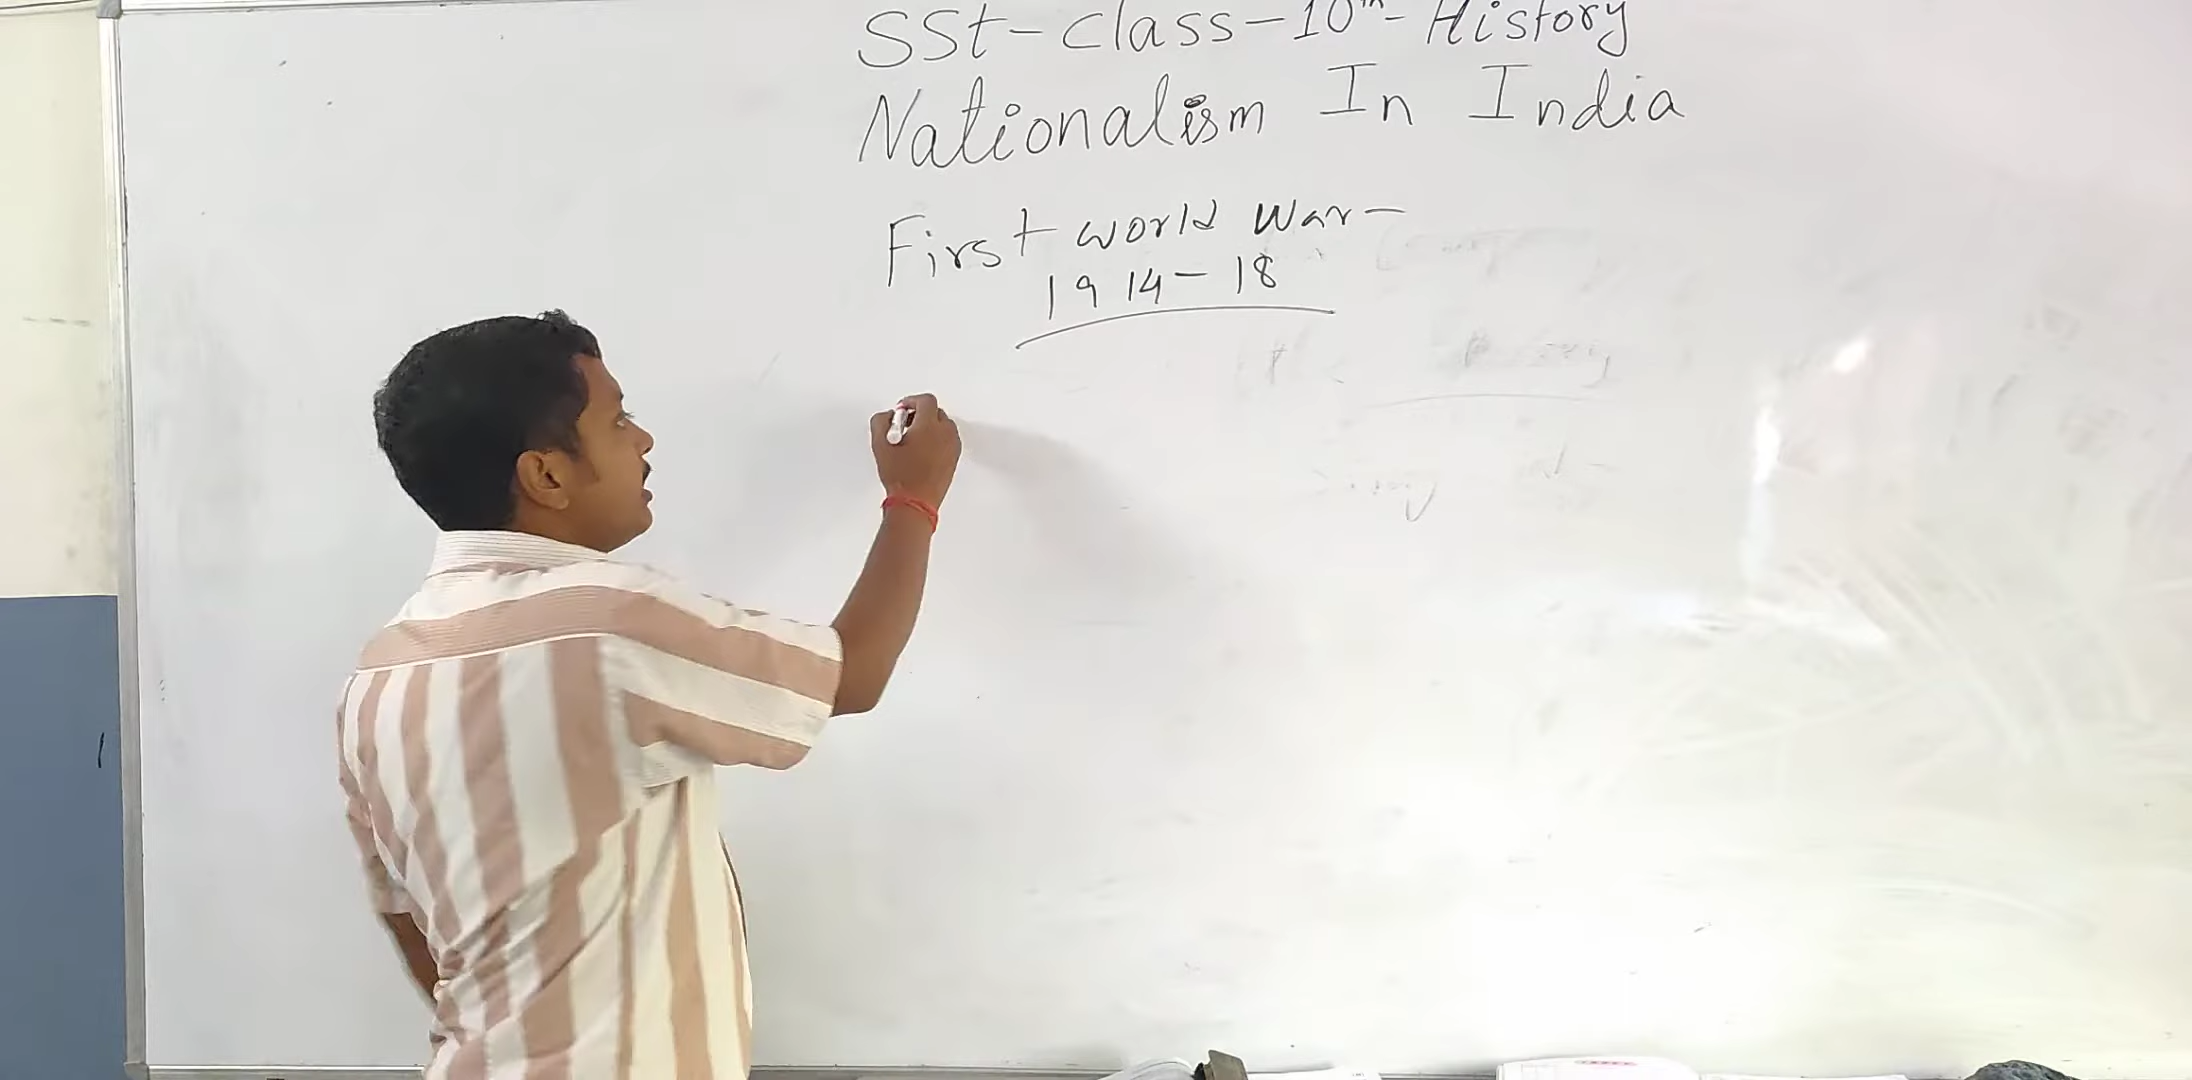 SSt-Class-10th-History
Nationalism In India
First world war-
1914-18